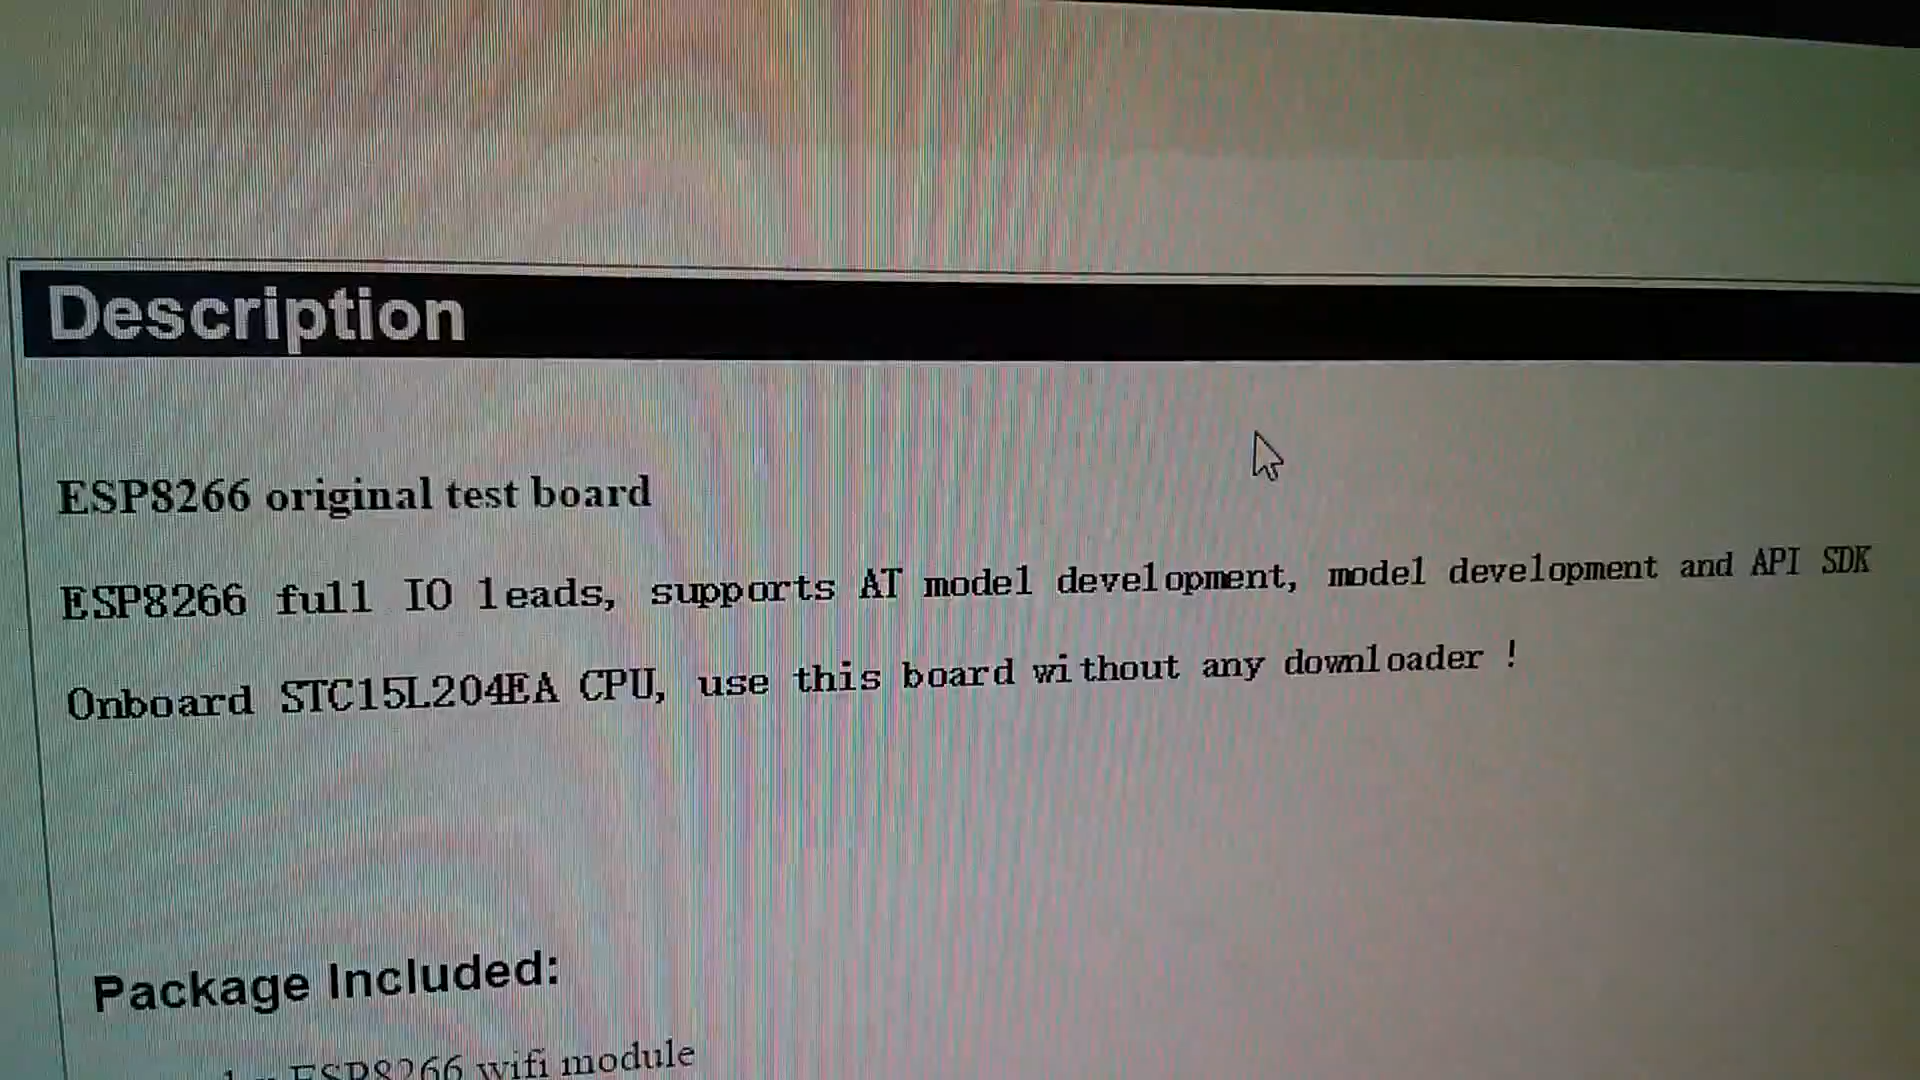 Description
ESP8266 original test board
ESP8266 full IO leads, supports AT model development, model development and API SDK
Onboard STC15L204EA CPU, use this board without any downloader !
Package Included:
ESP8266 wifi module